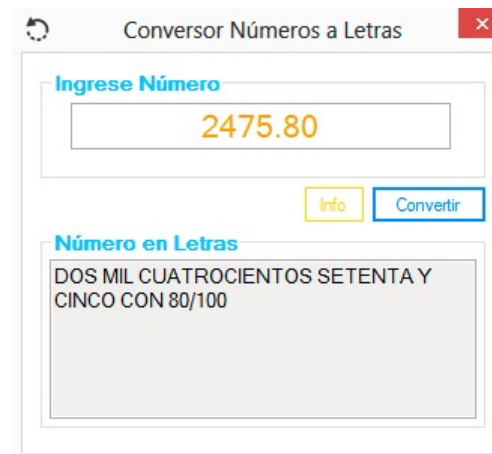 Conversor Números a Letras
Ingrese Número
2475.80
Info
Convertir
Número en Letras
DOS MIL CUATROCIENTOS SETENTA Y
CINCO CON 80/100